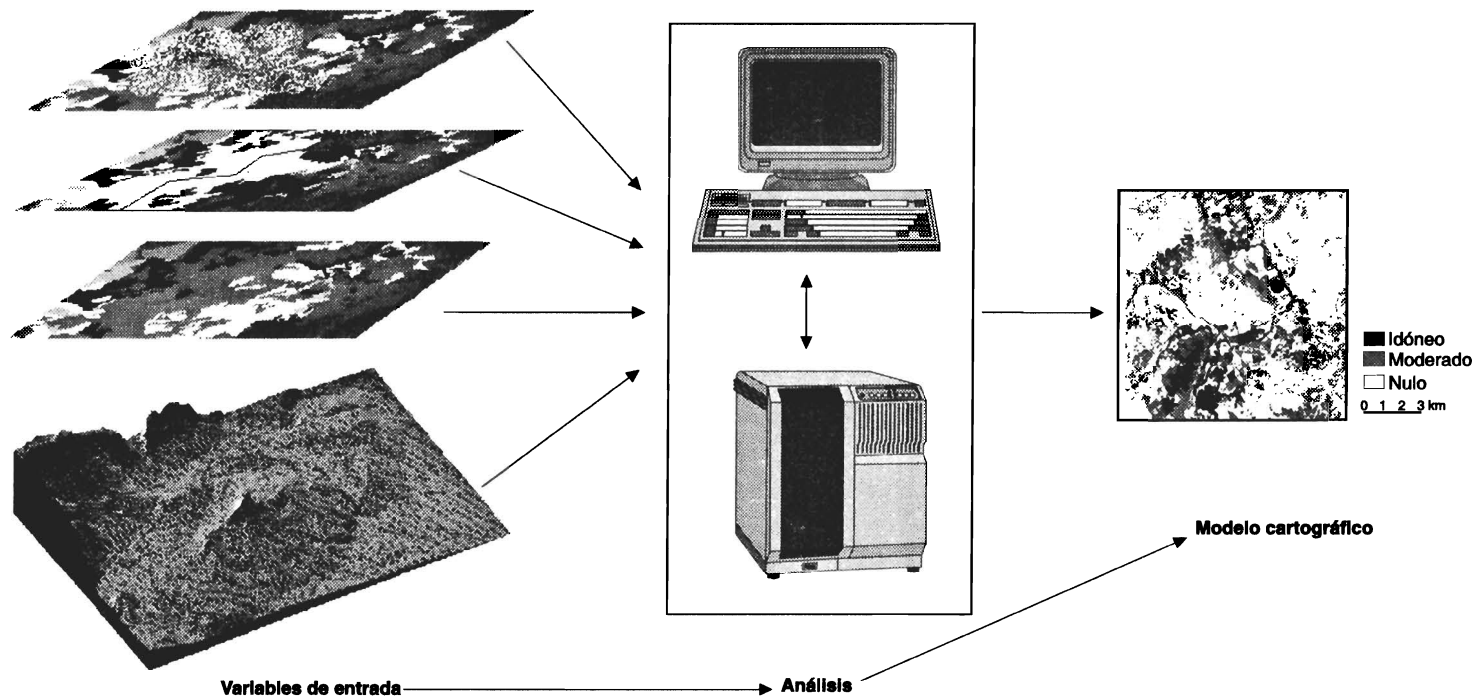 Idóneo
Moderado
Nulo
0 1 2 3 km
Modelo cartográfico
Variables de entrada
Análisis